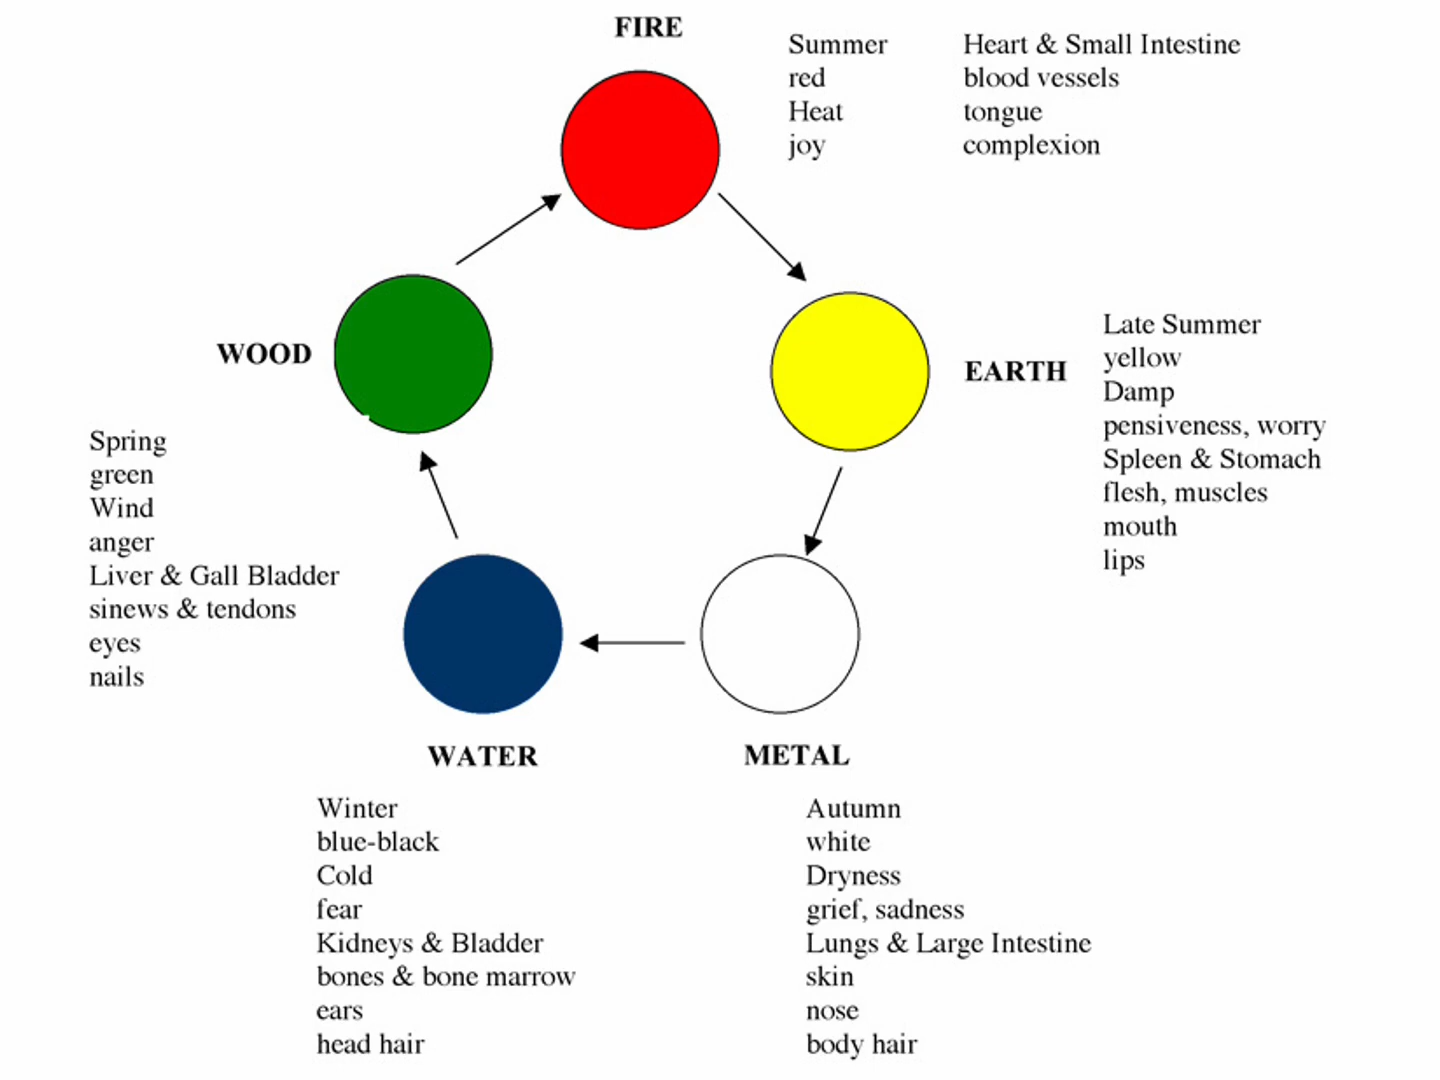 FIRE
Summer
red
Heat
joy
Heart & Small Intestine
blood vessels
tongue
complexion
EARTH
Late Summer
yellow
Damp
pensiveness, worry
Spleen & Stomach
flesh, muscles
mouth
lips
WOOD
Spring
green
Wind
anger
Liver & Gall Bladder
sinews & tendons
eyes
nails
WATER
Winter
blue-black
Cold
fear
Kidneys & Bladder
bones & bone marrow
ears
head hair
METAL
Autumn
white
Dryness
grief, sadness
Lungs & Large Intestine
skin
nose
body hair